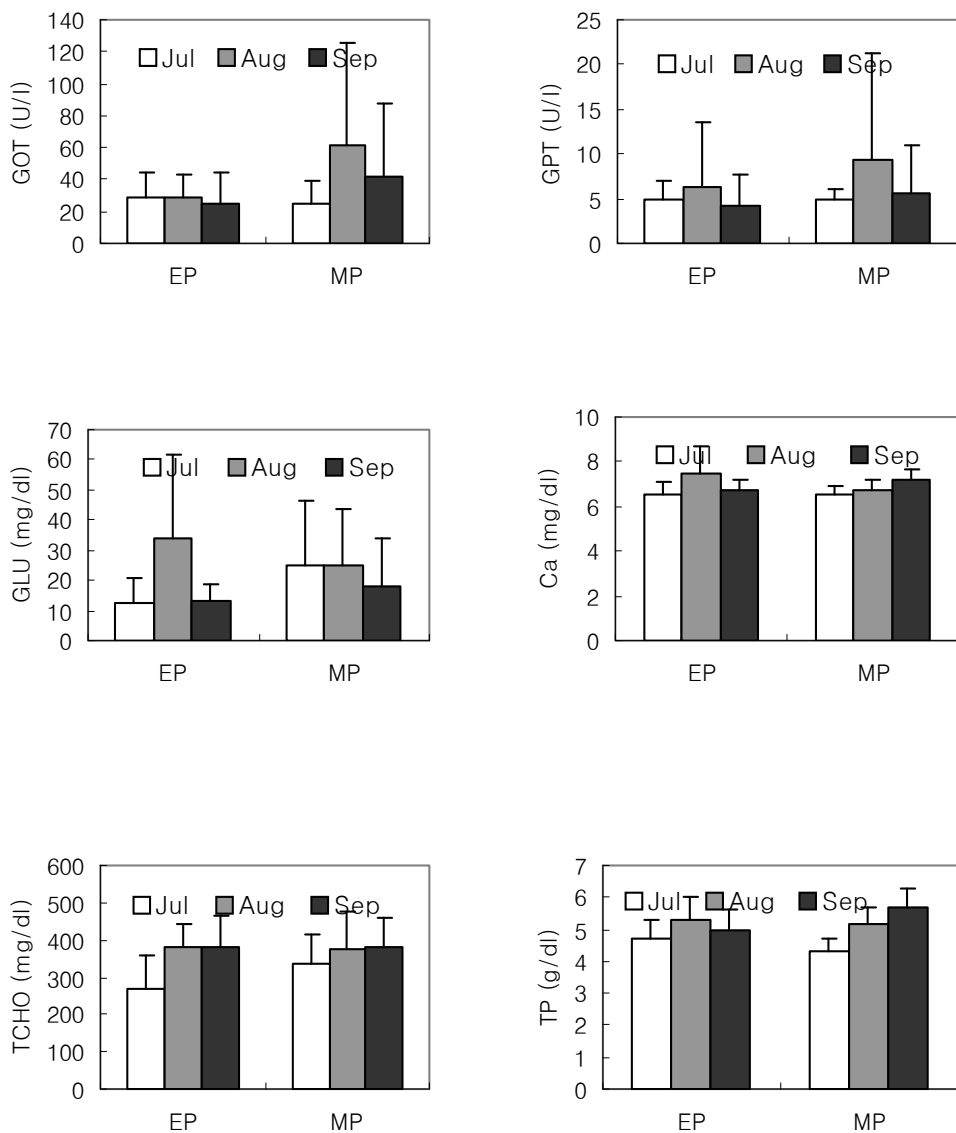 GOT (U/l)
140
120
100
80
60
40
20
0
Jul Aug Sep
EP MP
GPT (U/l)
25
20
15
10
5
0
Jul Aug Sep
EP MP
GLU (mg/dl)
70
60
50
40
30
20
10
0
Jul Aug Sep
EP MP
Ca (mg/dl)
10
8
6
4
2
0
Jul Aug Sep
EP MP
TCHO (mg/dl)
600
500
400
300
200
100
0
Jul Aug Sep
EP MP
TP (g/dl)
7
6
5
4
3
2
1
0
Jul Aug Sep
EP MP